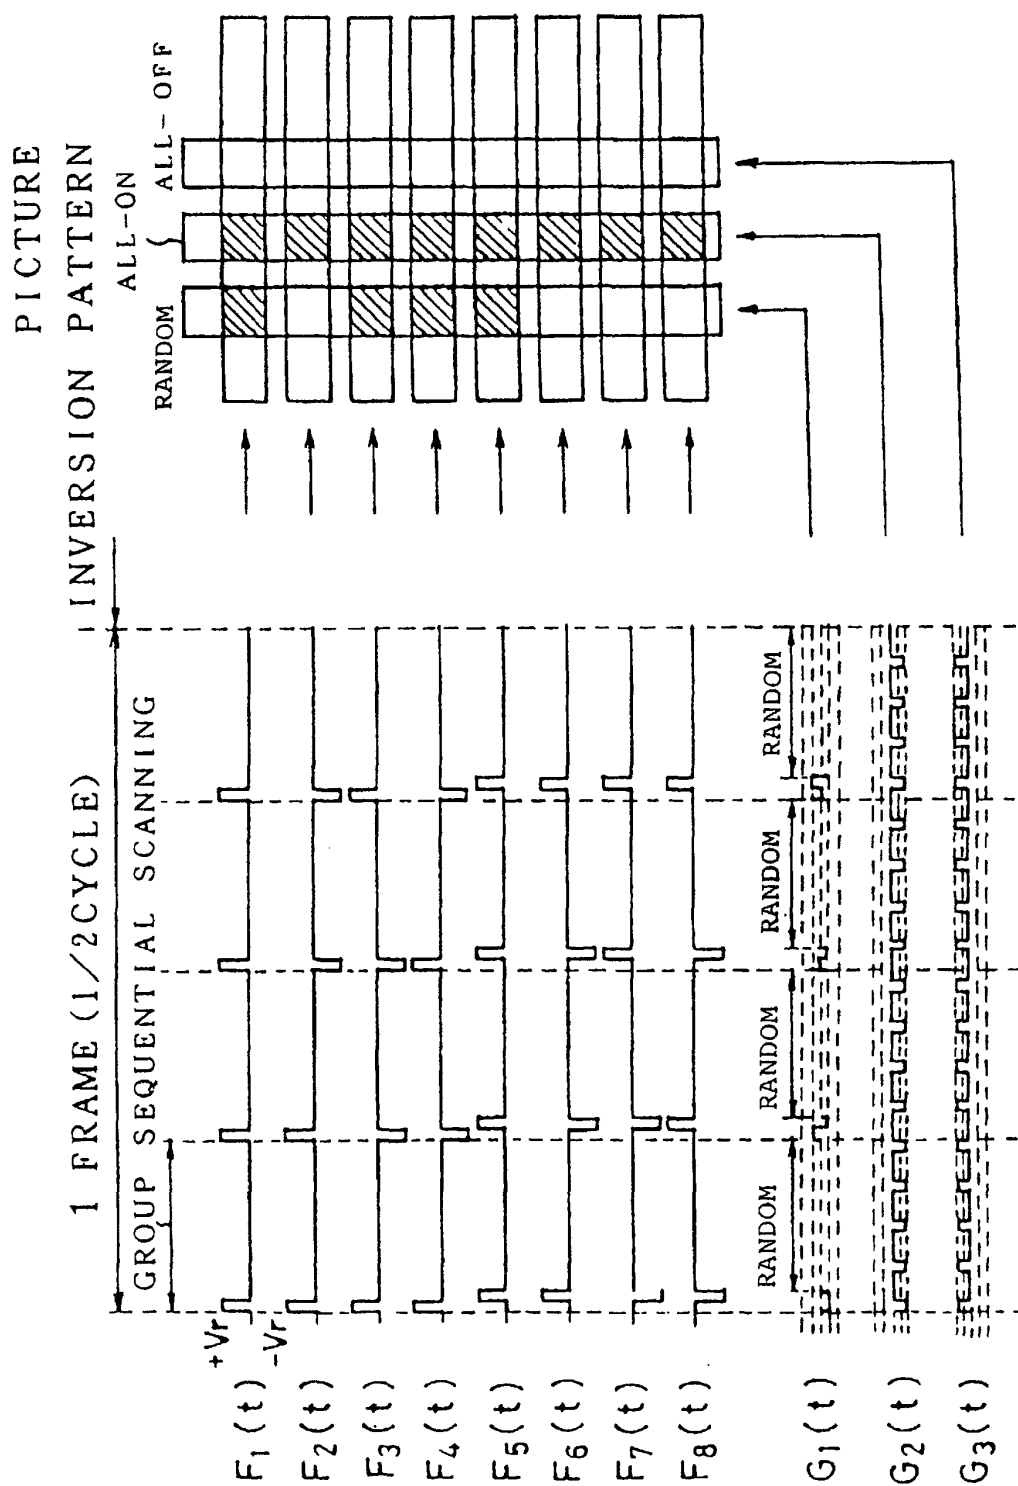 PICTURE
INVERSION PATTERN
1 FRAME (1/2CYCLE)
GROUP SEQUENTIAL SCANNING
RANDOM
ALL-ON
ALL-OFF
+Vr
-Vr
F1(t)
F2(t)
F3(t)
F4(t)
F5(t)
F6(t)
F7(t)
F8(t)
RANDOM
RANDOM
RANDOM
RANDOM
G1(t)
G2(t)
G3(t)